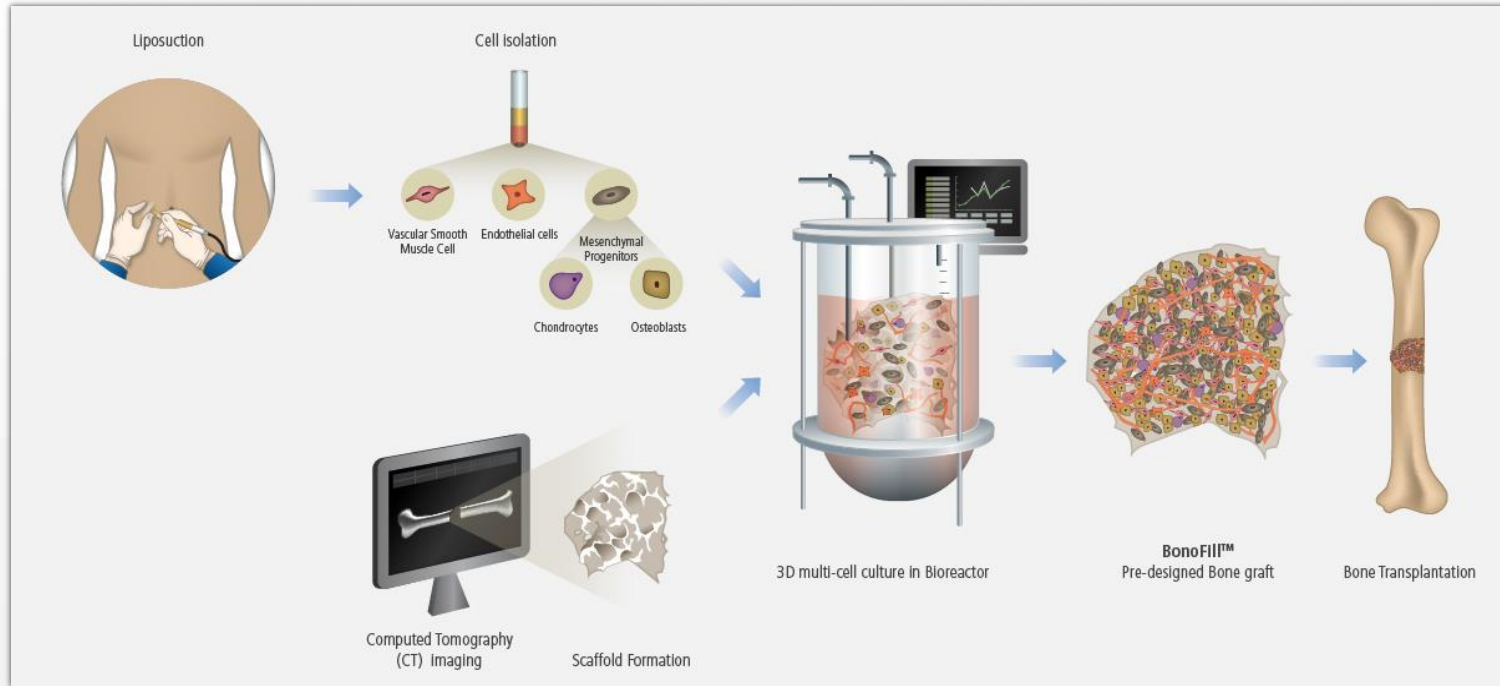 Liposuction
Cell isolation
Vascular Smooth
Muscle Cell
Endothelial cells
Mesenchymal
Progenitors
Chondrocytes
Osteoblasts
Computed Tomography
(CT) imaging
Scaffold Formation
3D multi-cell culture in Bioreactor
BonoFill™
Pre-designed Bone graft
Bone Transplantation